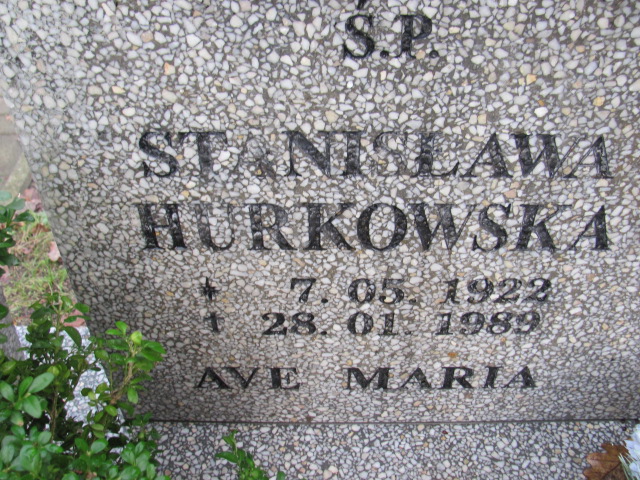 Ś.P.
STANISŁAWA
HURKOWSKA
* 7. 05. 1922
† 28. 01. 1989
AVE MARIA